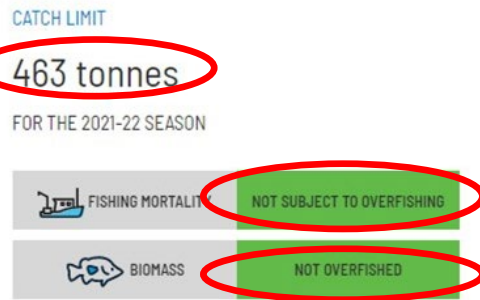 CATCH LIMIT
463 tonnes
FOR THE 2021-22 SEASON
FISHING MORTALITY NOT SUBJECT TO OVERFISHING
BIOMASS NOT OVERFISHED